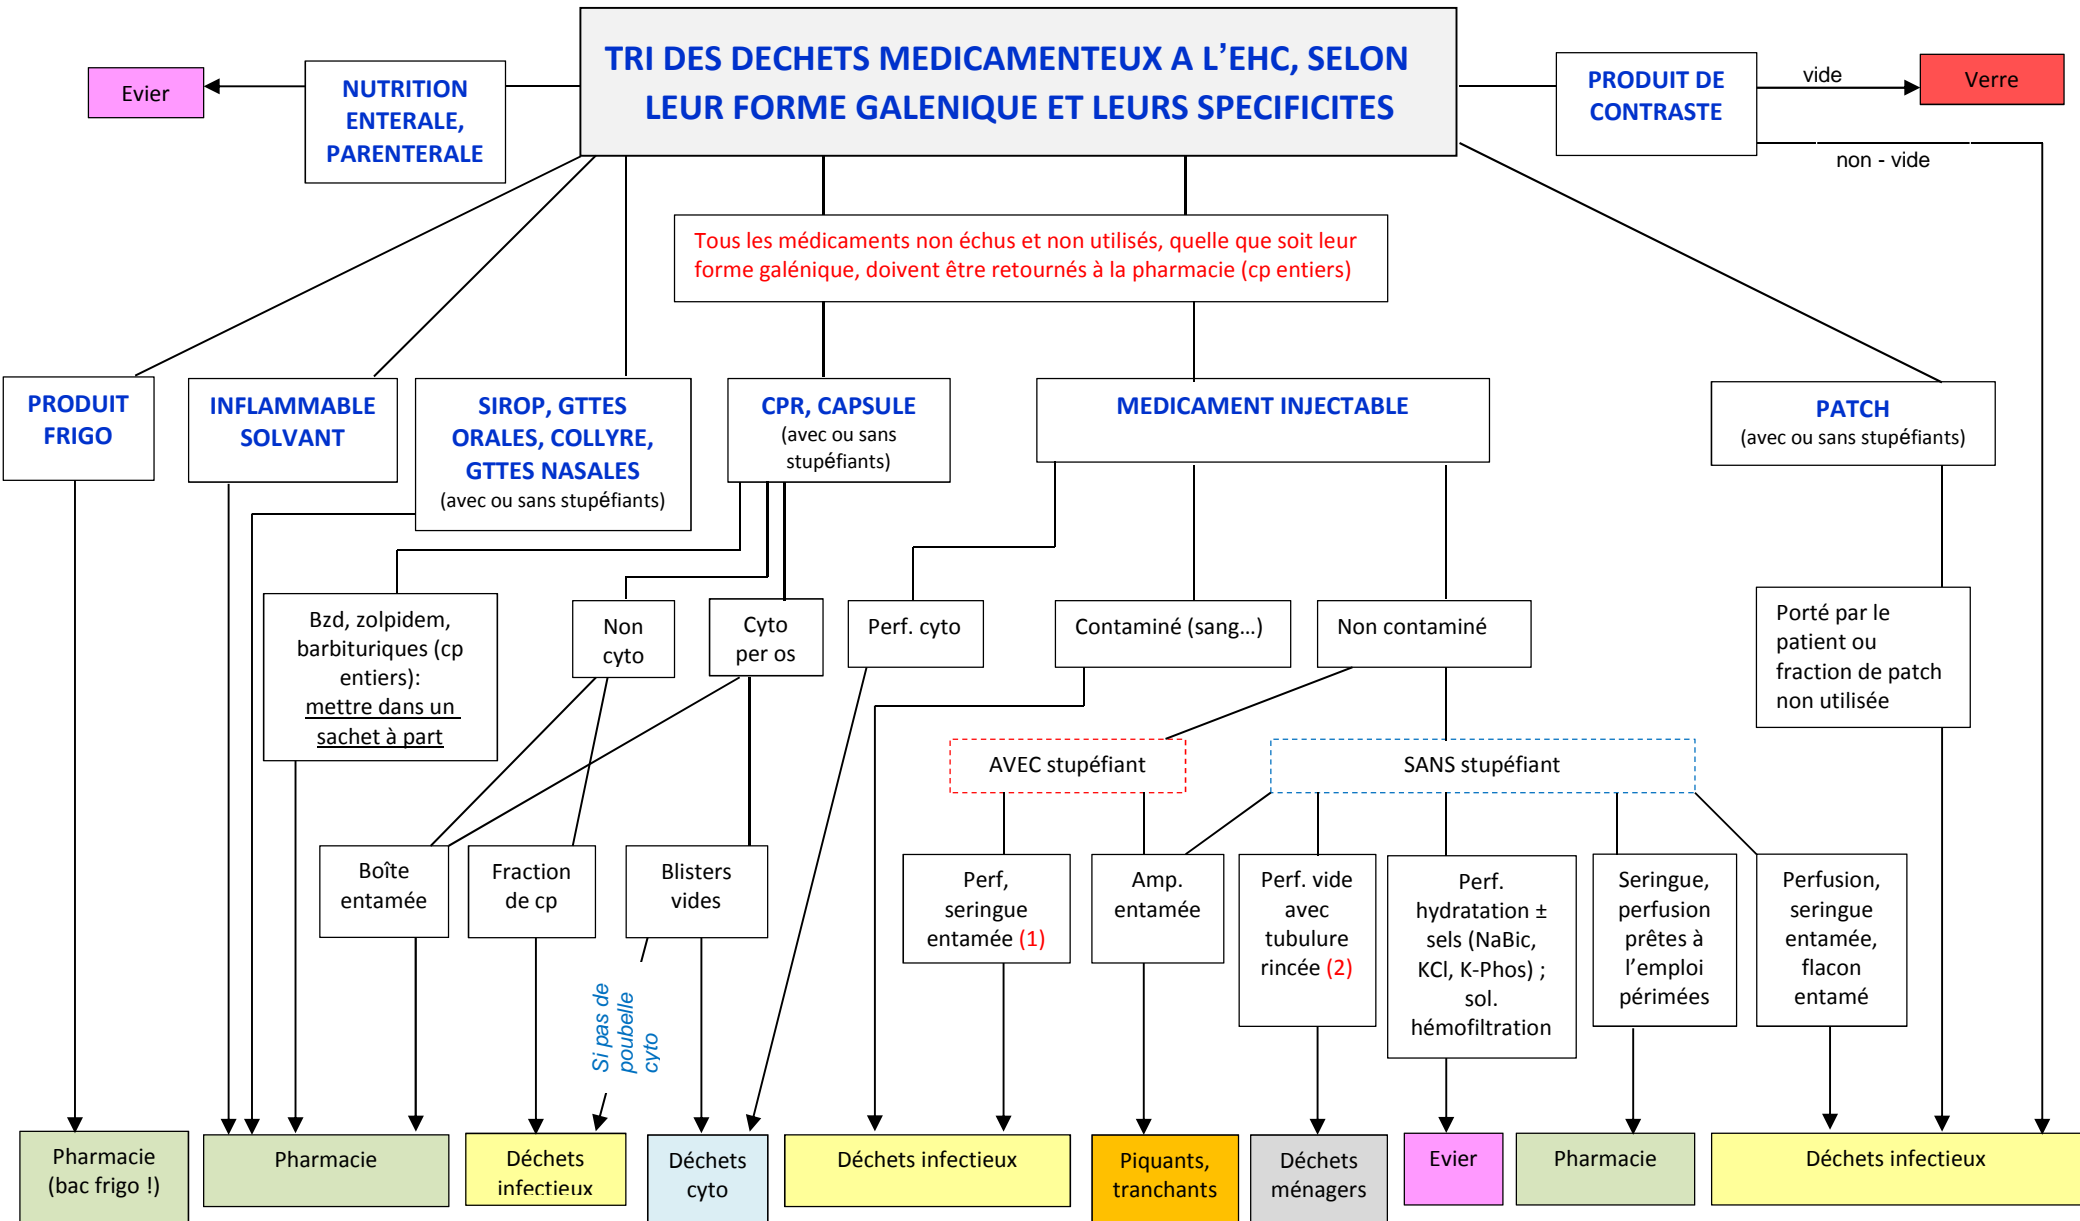 TRI DES DECHETS MEDICAMENTEUX A L’EHC, SELON
LEUR FORME GALENIQUE ET LEURS SPECIFICITES
Evier
NUTRITION
ENTERALE,
PARENTERALE
PRODUIT DE
CONTRASTE
vide
Verre
non - vide
Tous les médicaments non échus et non utilisés, quelle que soit leur
forme galénique, doivent être retournés à la pharmacie (cp entiers)
PRODUIT
FRIGO
INFLAMMABLE
SOLVANT
SIROP, GTTES
ORALES, COLLYRE,
GTTES NASALES
(avec ou sans stupéfiants)
CPR, CAPSULE
(avec ou sans
stupéfiants)
MEDICAMENT INJECTABLE
PATCH
(avec ou sans stupéfiants)
Bzd, zolpidem,
barbituriques (cp
entiers):
mettre dans un
sachet à part
Non
cyto
Cyto
per os
Perf. cyto
Contaminé (sang…)
Non contaminé
Porté par le
patient ou
fraction de patch
non utilisée
AVEC stupéfiant
SANS stupéfiant
Boîte
entamée
Fraction
de cp
Blisters
vides
Perf,
seringue
entamée (1)
Amp.
entamée
Perf. vide
avec
tubulure
rincée (2)
Perf.
hydratation ±
sels (NaBic,
KCl, K-Phos) ;
sol.
hémofiltration
Seringue,
perfusion
prêtes à
l’emploi
périmées
Perfusion,
seringue
entamée,
flacon
entamé
Si pas de
poubelle
cyto
Pharmacie
(bac frigo !)
Pharmacie
Déchets
infectieux
Déchets
cyto
Déchets infectieux
Piquants,
tranchants
Déchets
ménagers
Evier
Pharmacie
Déchets infectieux